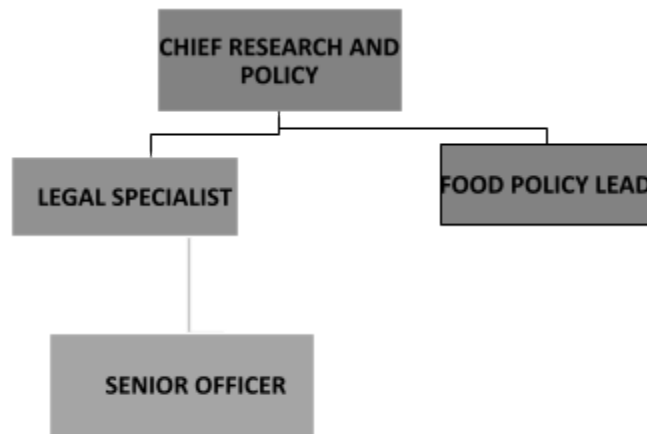 CHIEF RESEARCH AND
POLICY
LEGAL SPECIALIST
FOOD POLICY LEAD
SENIOR OFFICER